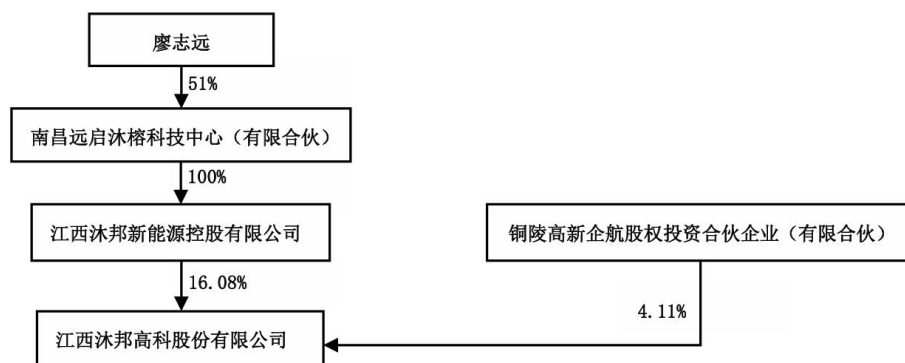 廖志远
51%
南昌远启沐榕科技中心（有限合伙）
100%
江西沐邦新能源控股有限公司
铜陵高新企航股权投资合伙企业（有限合伙）
16.08%
4.11%
江西沐邦高科股份有限公司